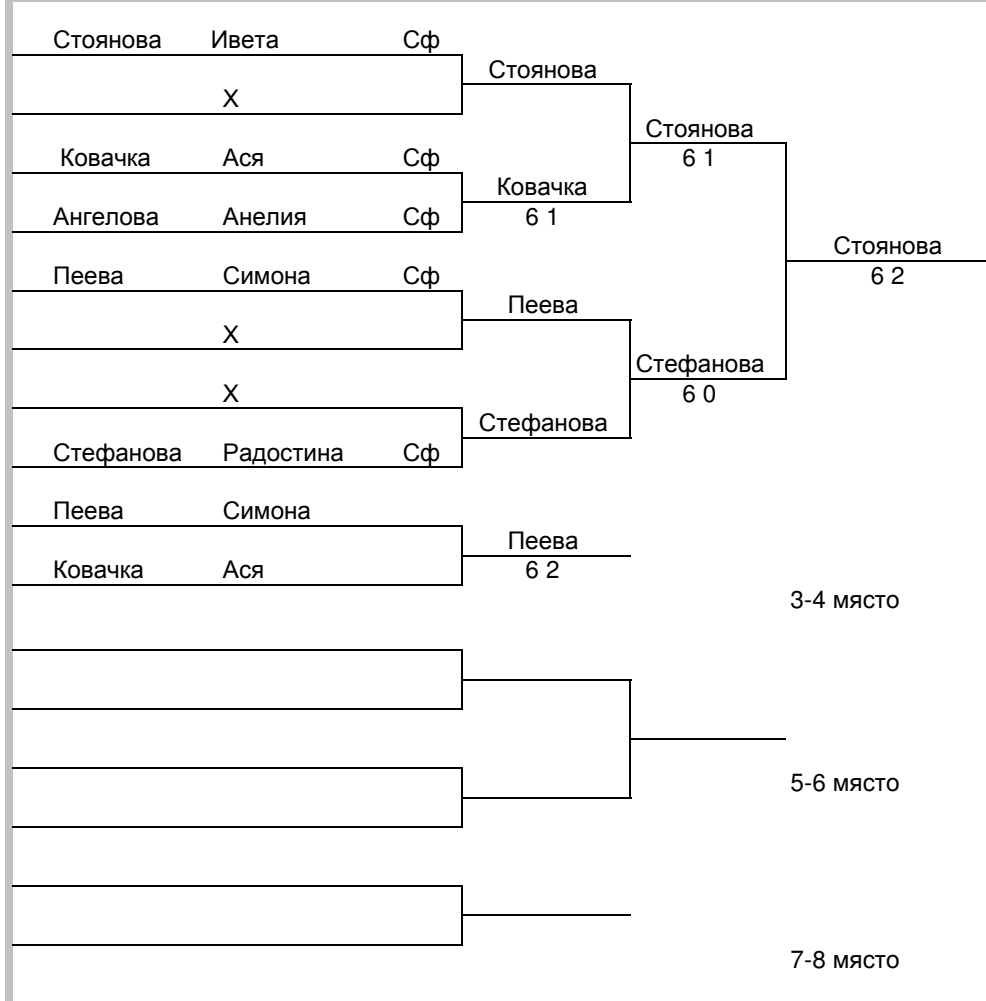 Стоянова Ивета Сф
Стоянова
Х
Стоянова
6 1
Ковачка Ася Сф
Ковачка
6 1
Ангелова Анелия Сф
Стоянова
6 2
Пеева Симона Сф
Пеева
Х
Стефанова
6 0
Х
Стефанова
Стефанова Радостина Сф
Пеева Симона
Пеева
6 2
Ковачка Ася
3-4 място
5-6 място
7-8 място